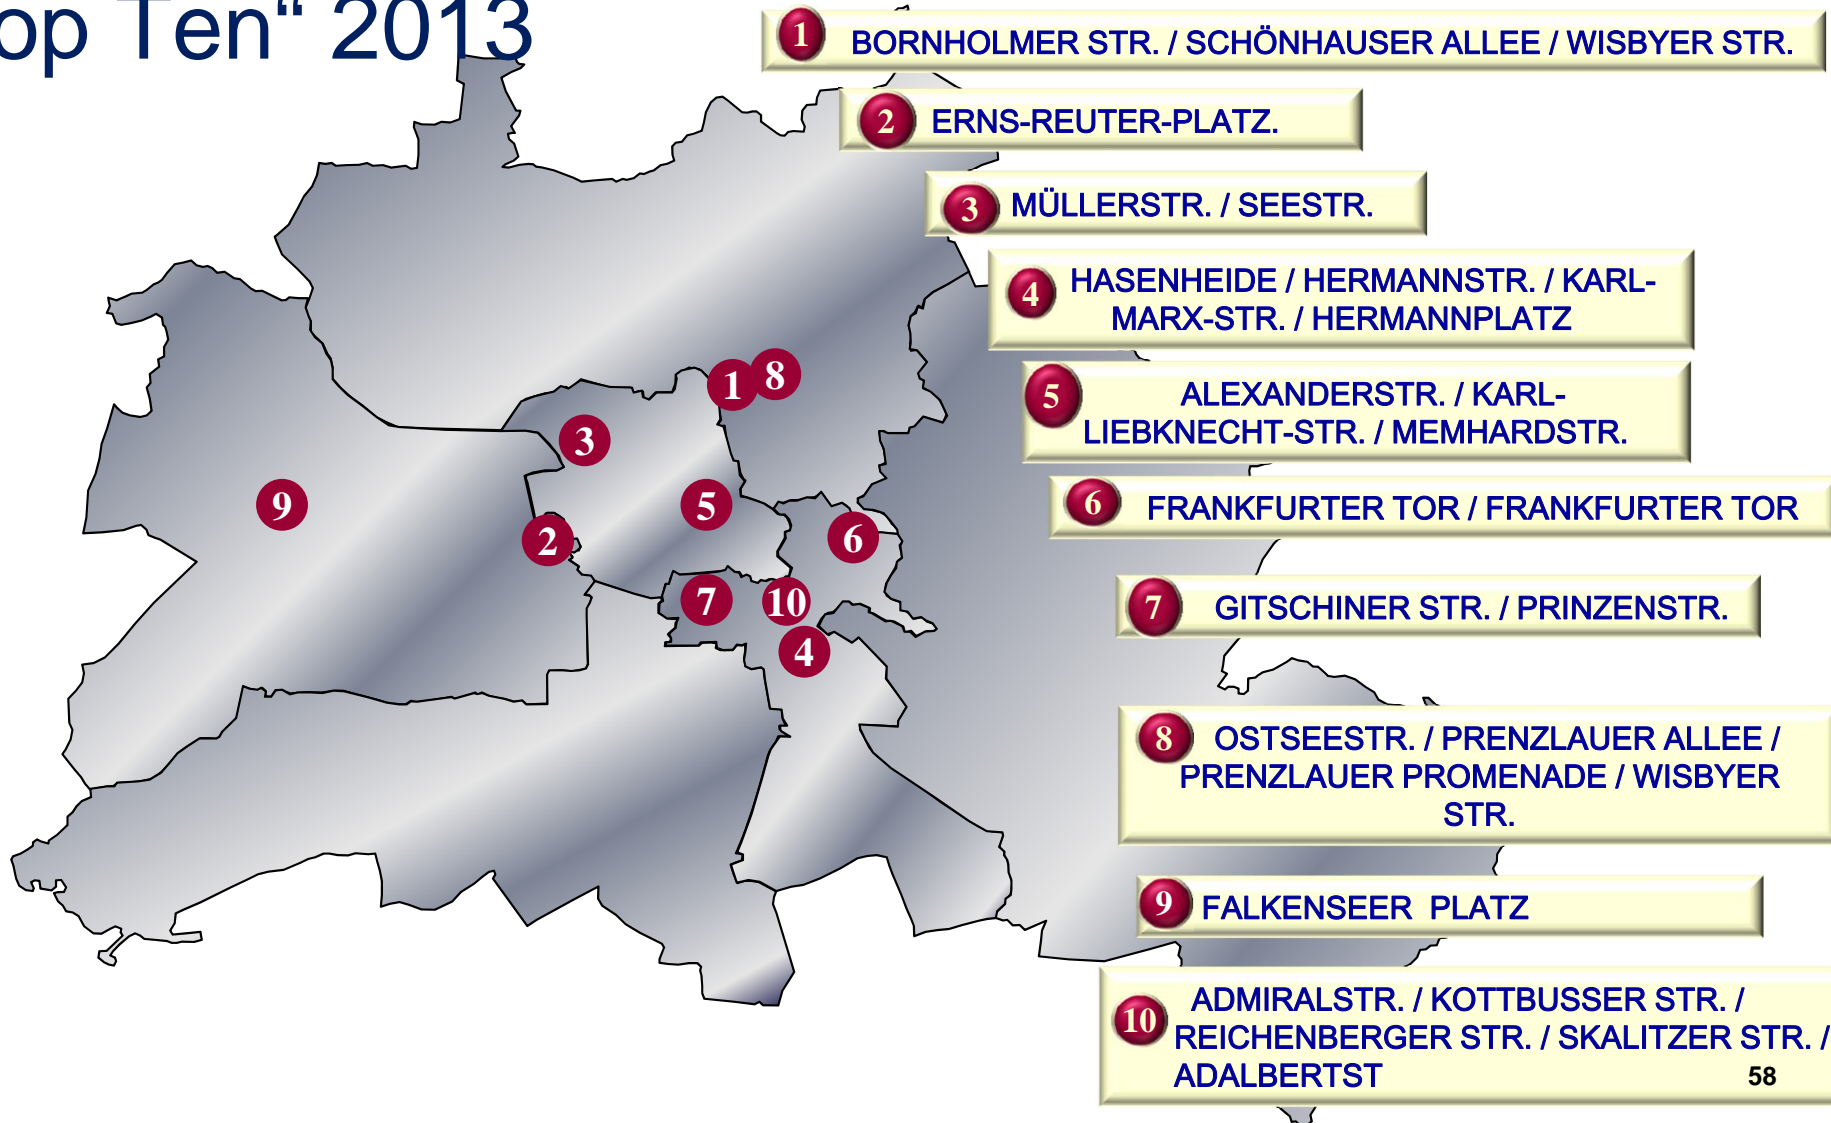 op Ten“ 2013
1 BORNHOLMER STR. / SCHÖNHAUSER ALLEE / WISBYER STR.
2 ERNS-REUTER-PLATZ.
3 MÜLLERSTR. / SEESTR.
4 HASENHEIDE / HERMANNSTR. / KARL-
MARX-STR. / HERMANNPLATZ
5 ALEXANDERSTR. / KARL-
LIEBKNECHT-STR. / MEMHARDSTR.
6 FRANKFURTER TOR / FRANKFURTER TOR
7 GITSCHINER STR. / PRINZENSTR.
8 OSTSEESTR. / PRENZLAUER ALLEE /
PRENZLAUER PROMENADE / WISBYER
STR.
9 FALKENSEER PLATZ
10 ADMIRALSTR. / KOTTBUSSER STR. /
REICHENBERGER STR. / SKALITZER STR. /
ADALBERTST
58
1
8
3
9
5
2
6
7
10
4